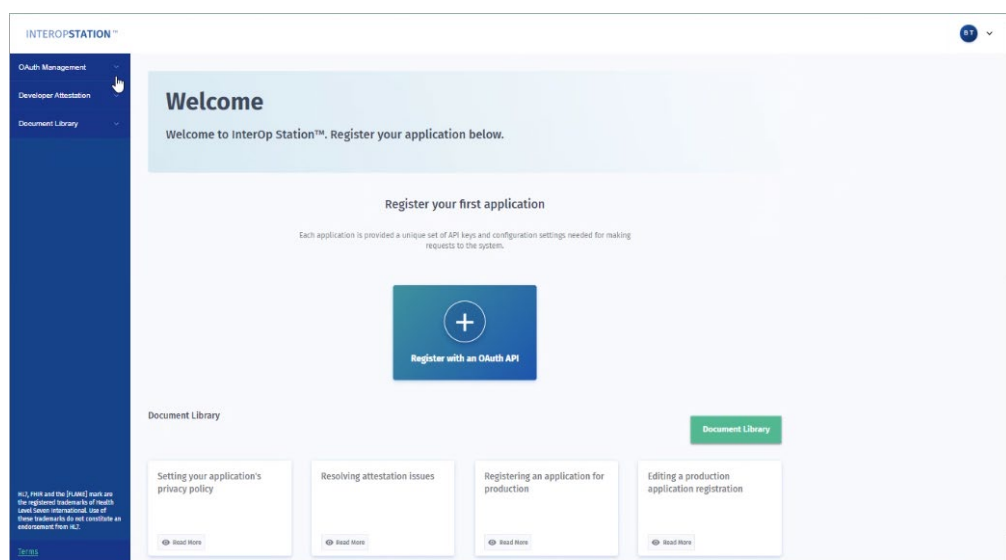 INTEROPSTATION™
BT
OAuth Management
Developer Attestation
Document Library
Welcome
Welcome to InterOp Station™. Register your application below.
Register your first application
Each application is provided a unique set of API keys and configuration settings needed for making
requests to the system.
Register with an OAuth API
Document Library
Document Library
Setting your application's
privacy policy
Read More
Resolving attestation issues
Read More
Registering an application for
production
Read More
Editing a production
application registration
Read More
HL7, FHIR and the [FLAME] mark are
the registered trademarks of Health
Level Seven International. Use of
these trademarks do not constitute an
endorsement from HL7.
Terms